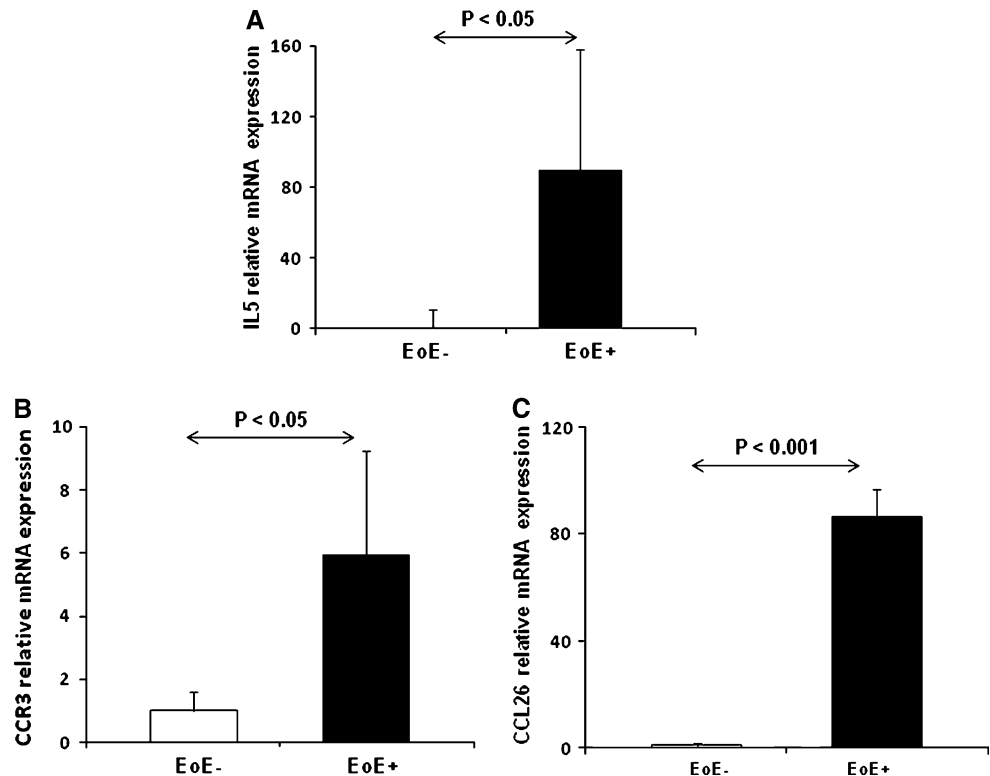 A
P < 0.05
IL5 relative mRNA expression
160
120
80
40
0
EoE-
EoE+
B
P < 0.05
CCR3 relative mRNA expression
10
8
6
4
2
0
EoE-
EoE+
C
P < 0.001
CCL26 relative mRNA expression
120
80
40
0
EoE-
EoE+